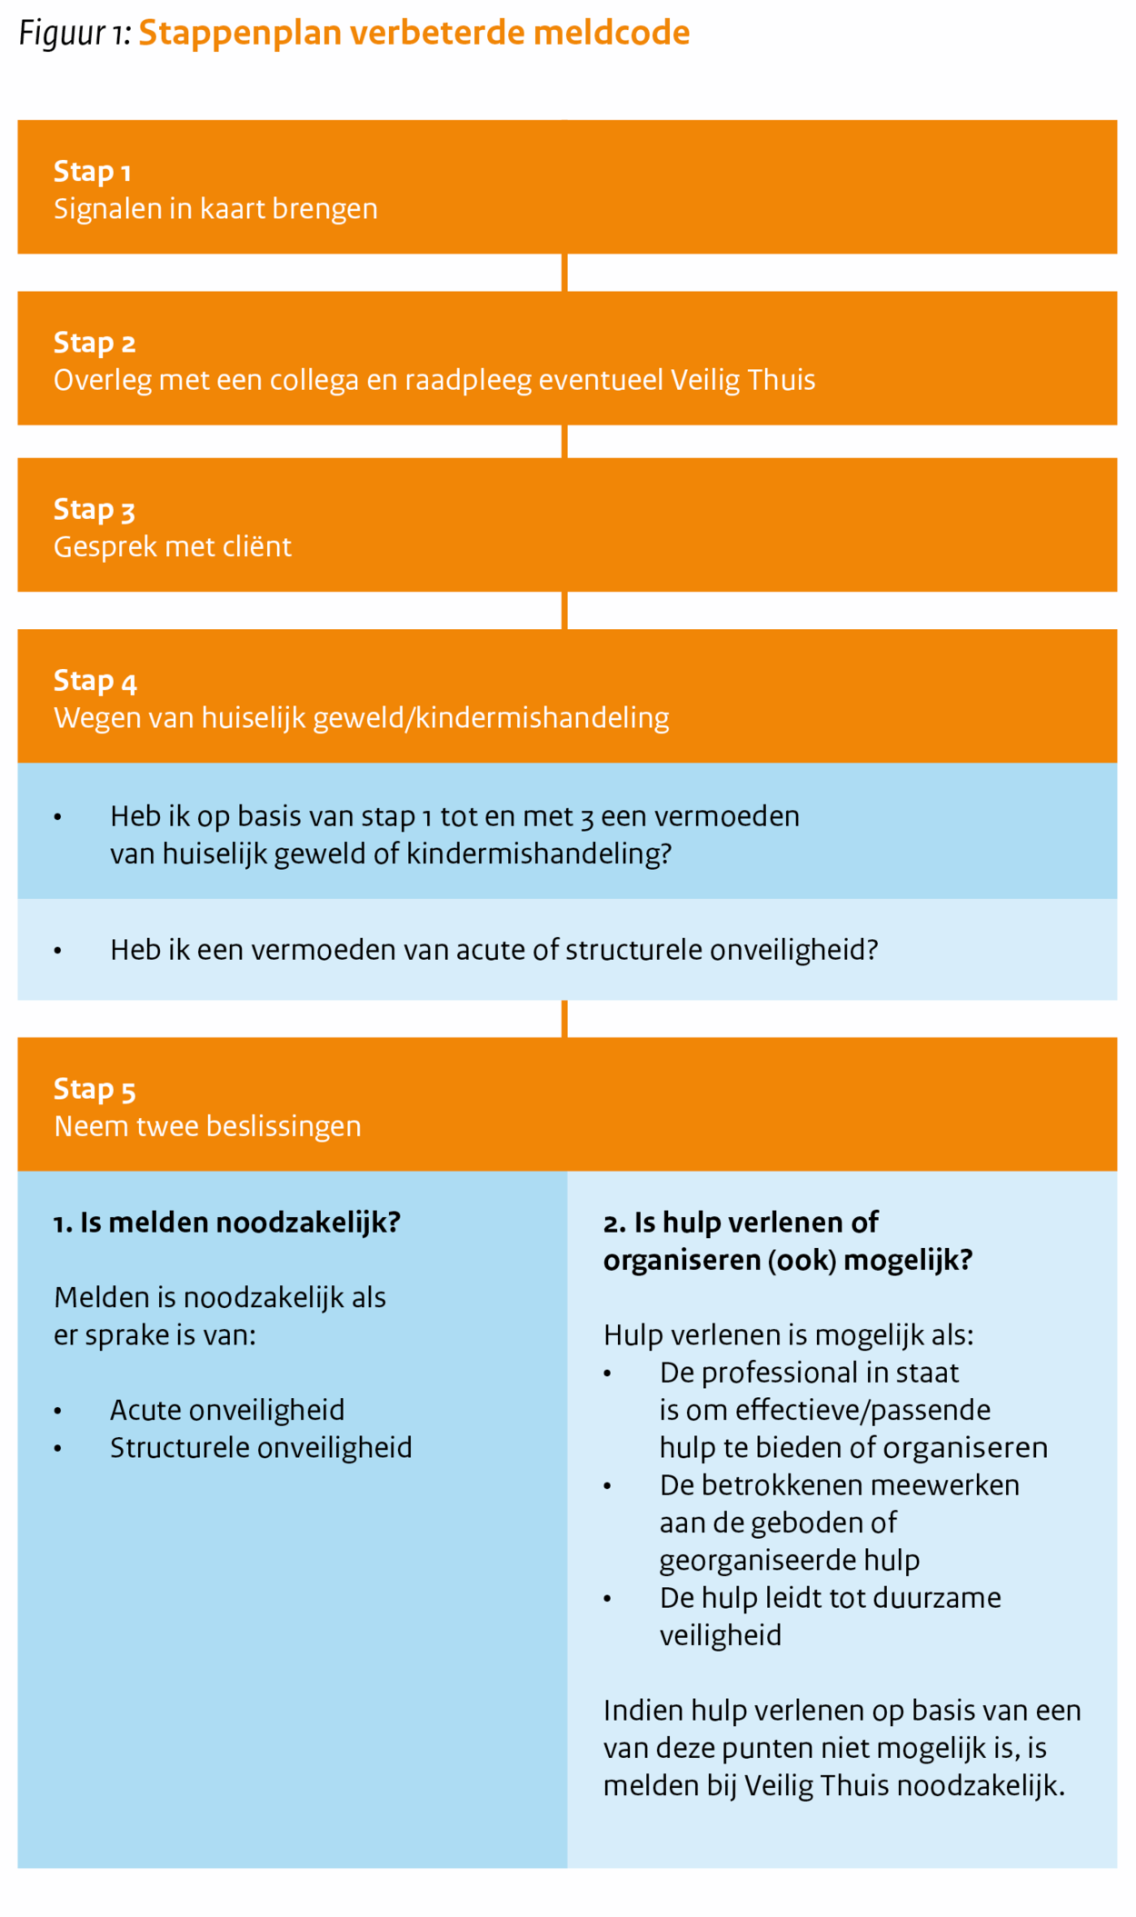 Figuur 1: Stappenplan verbeterde meldcode
Stap 1
Signalen in kaart brengen
Stap 2
Overleg met een collega en raadpleeg eventueel Veilig Thuis
Stap 3
Gesprek met cliënt
Stap 4
Wegen van huiselijk geweld/kindermishandeling
• Heb ik op basis van stap 1 tot en met 3 een vermoeden
van huiselijk geweld of kindermishandeling?
• Heb ik een vermoeden van acute of structurele onveiligheid?
Stap 5
Neem twee beslissingen
1. Is melden noodzakelijk?
Melden is noodzakelijk als
er sprake is van:
• Acute onveiligheid
• Structurele onveiligheid
2. Is hulp verlenen of
organiseren (ook) mogelijk?
Hulp verlenen is mogelijk als:
• De professional in staat
is om effectieve/passende
hulp te bieden of organiseren
• De betrokkenen meewerken
aan de geboden of
georganiseerde hulp
• De hulp leidt tot duurzame
veiligheid
Indien hulp verlenen op basis van een
van deze punten niet mogelijk is, is
melden bij Veilig Thuis noodzakelijk.